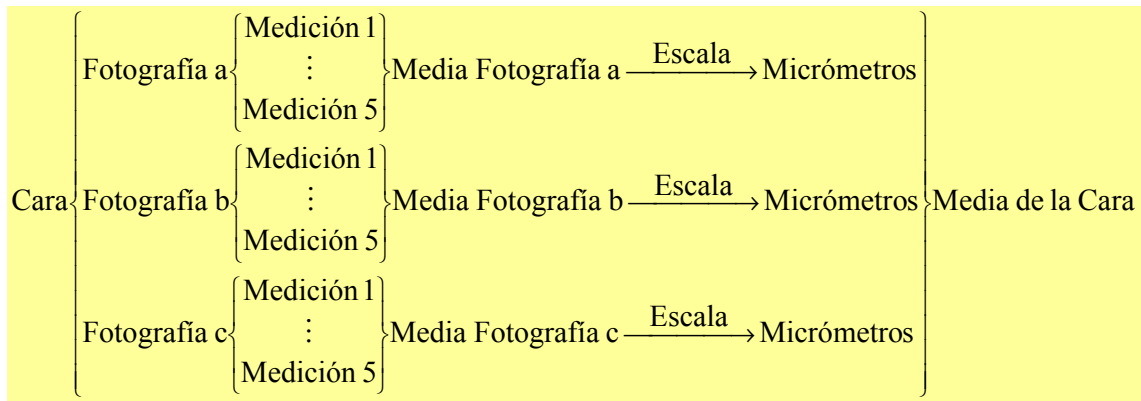 Medición 1
Fotografía a ⋮ Media Fotografía a Escala Micrómetros
Medición 5
Medición 1
Cara Fotografía b ⋮ Media Fotografía b Escala Micrómetros Media de la Cara
Medición 5
Medición 1
Fotografía c ⋮ Media Fotografía c Escala Micrómetros
Medición 5